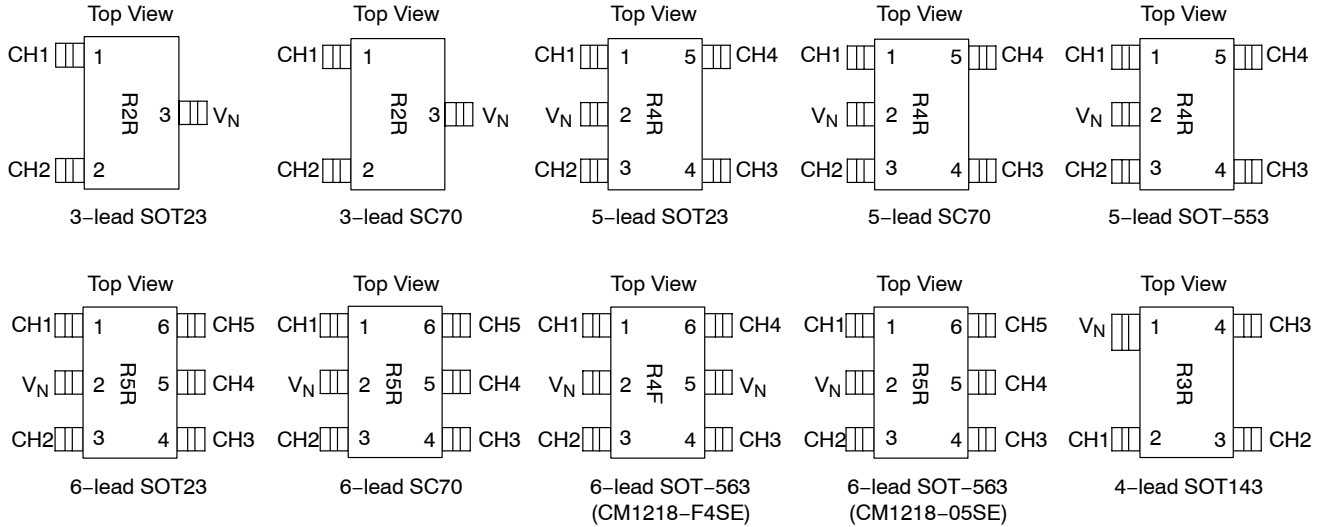 Top View
CH1 1
R2R
3 VN
CH2 2
3−lead SOT23
Top View
CH1 1
R2R
3 VN
CH2 2
3−lead SC70
Top View
CH1 1 5 CH4
VN 2 R4R
CH2 3 4 CH3
5−lead SOT23
Top View
CH1 1 5 CH4
VN 2 R4R
CH2 3 4 CH3
5−lead SC70
Top View
CH1 1 5 CH4
VN 2 R4R
CH2 3 4 CH3
5−lead SOT−553
Top View
CH1 1 6 CH5
VN 2 R5R 5 CH4
CH2 3 4 CH3
6−lead SOT23
Top View
CH1 1 6 CH5
VN 2 R5R 5 CH4
CH2 3 4 CH3
6−lead SC70
Top View
CH1 1 6 CH4
VN 2 R4F 5 VN
CH2 3 4 CH3
6−lead SOT−563
(CM1218−F4SE)
Top View
CH1 1 6 CH5
VN 2 R5R 5 CH4
CH2 3 4 CH3
6−lead SOT−563
(CM1218−05SE)
Top View
VN 1 4 CH3
R3R
CH1 2 3 CH2
4−lead SOT143